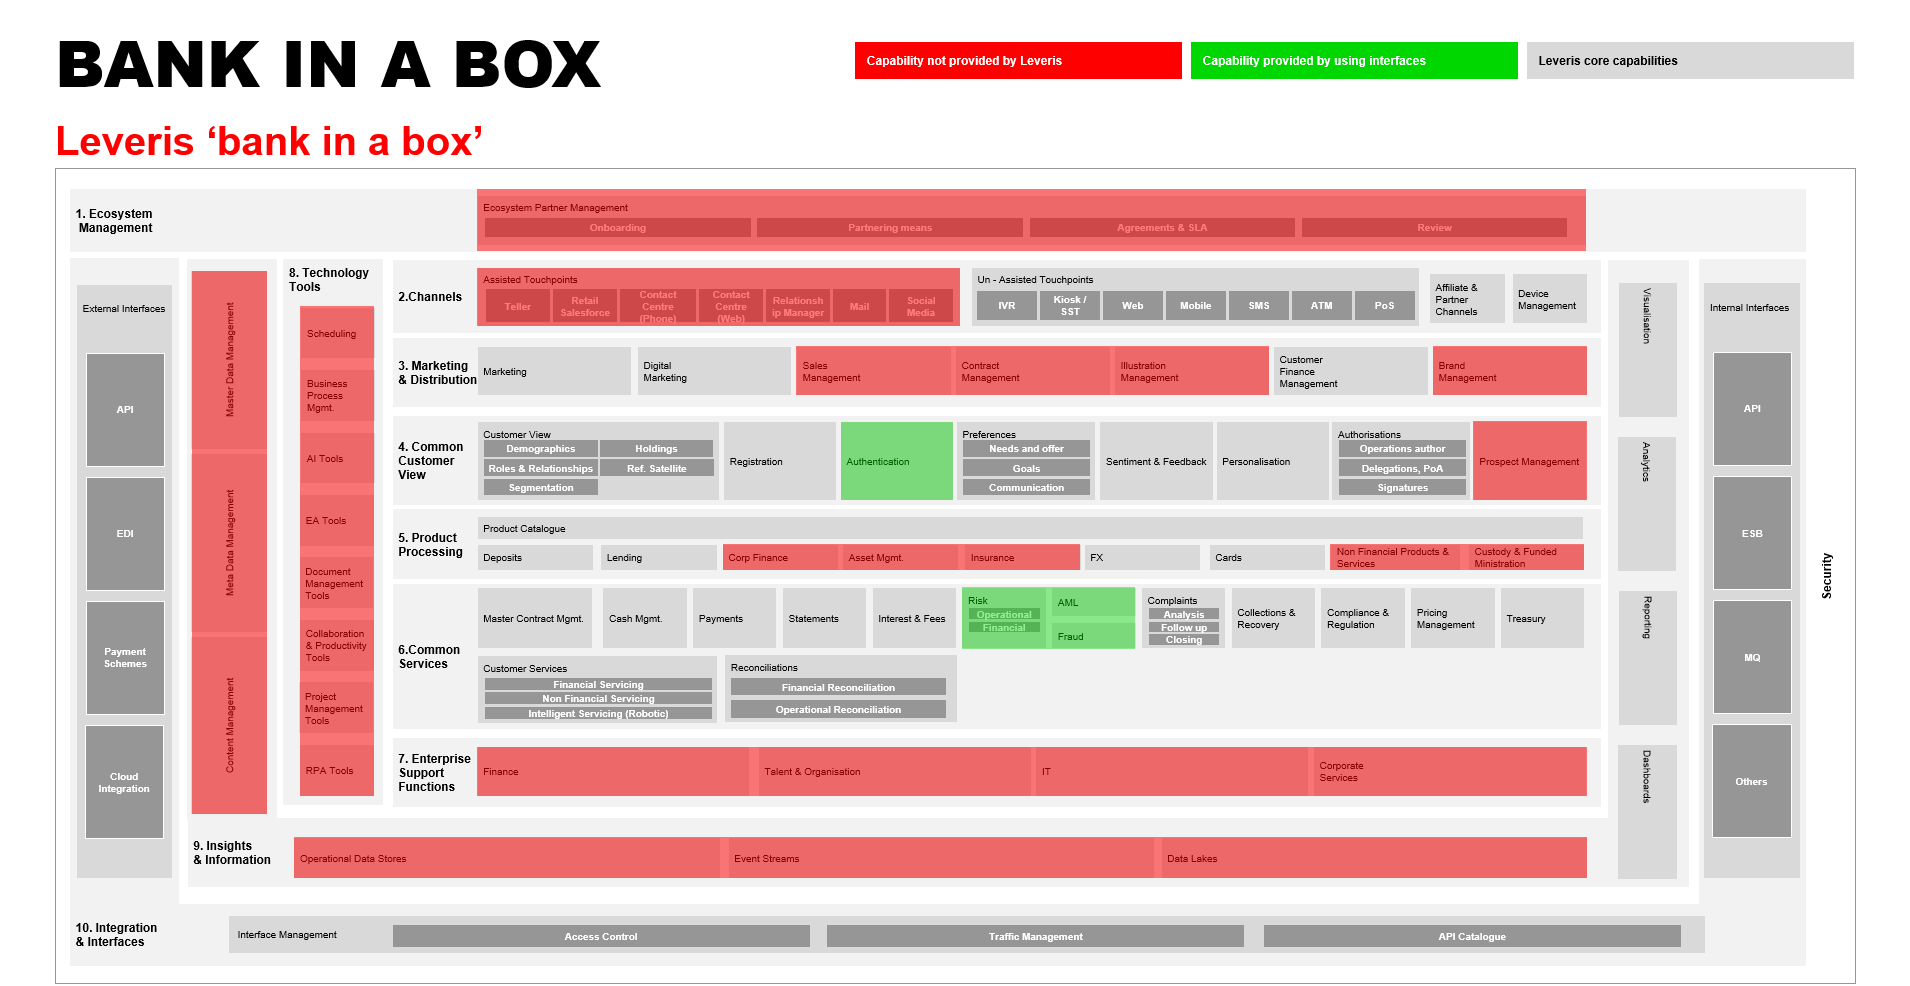 BANK IN A BOX
Capability not provided by Leveris
Capability provided by using interfaces
Leveris core capabilities
Leveris ‘bank in a box’
1. Ecosystem
Management
Ecosystem Partner Management
Onboarding
Partnering means
Agreements & SLA
Review
External Interfaces
API
EDI
Payment
Schemes
Cloud
Integration
Master Data Management
Meta Data Management
Content Management
8. Technology
Tools
Scheduling
Business
Process
Mgmt.
AI Tools
EA Tools
Document
Management
Tools
Collaboration
& Productivity
Tools
Project
Management
Tools
RPA Tools
2.Channels
Assisted Touchpoints
Teller
Retail
Salesforce
Contact
Centre
(Phone)
Contact
Centre
(Web)
Relationsh
ip Manager
Mail
Social
Media
Un - Assisted Touchpoints
IVR
Kiosk /
SST
Web
Mobile
SMS
ATM
PoS
Affiliate &
Partner
Channels
Device
Management
3. Marketing
& Distribution
Marketing
Digital
Marketing
Sales
Management
Contract
Management
Illustration
Management
Customer
Finance
Management
Brand
Management
4. Common
Customer
View
Customer View
Demographics
Holdings
Roles & Relationships
Ref. Satellite
Segmentation
Registration
Authentication
Preferences
Needs and offer
Goals
Communication
Sentiment & Feedback
Personalisation
Authorisations
Operations author
Delegations, PoA
Signatures
Prospect Management
5. Product
Processing
Product Catalogue
Deposits
Lending
Corp Finance
Asset Mgmt.
Insurance
FX
Cards
Non Financial Products &
Services
Custody & Funded
Ministration
6.Common
Services
Master Contract Mgmt.
Cash Mgmt.
Payments
Statements
Interest & Fees
Risk
Operational
Financial
AML
Fraud
Complaints
Analysis
Follow up
Closing
Collections &
Recovery
Compliance &
Regulation
Pricing
Management
Treasury
Customer Services
Financial Servicing
Non Financial Servicing
Intelligent Servicing (Robotic)
Reconciliations
Financial Reconciliation
Operational Reconciliation
7. Enterprise
Support
Functions
Finance
Talent & Organisation
IT
Corporate
Services
Visualisation
Analytics
Reporting
Dashboards
Internal Interfaces
API
ESB
MQ
Others
Security
9. Insights
& Information
Operational Data Stores
Event Streams
Data Lakes
10. Integration
& Interfaces
Interface Management
Access Control
Traffic Management
API Catalogue